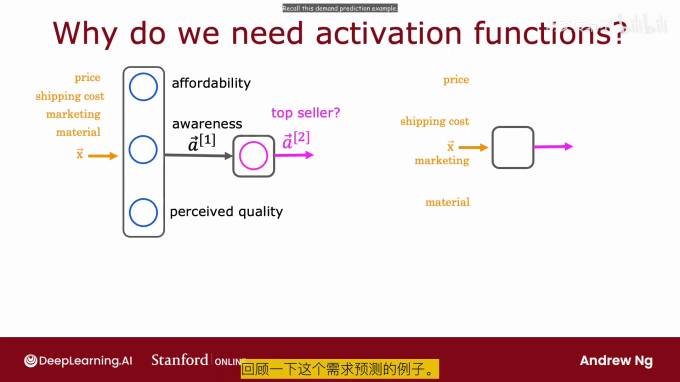 Recall this demand prediction example.
Why do we need activation functions?
price
shipping cost
marketing
material
x⃗
affordability
awareness
a⃗[1]
perceived quality
top seller?
a⃗[2]
price
shipping cost
x⃗
marketing
material
DeepLearning.AI
Stanford ONLINE
Andrew Ng
回顾一下这个需求预测的例子。